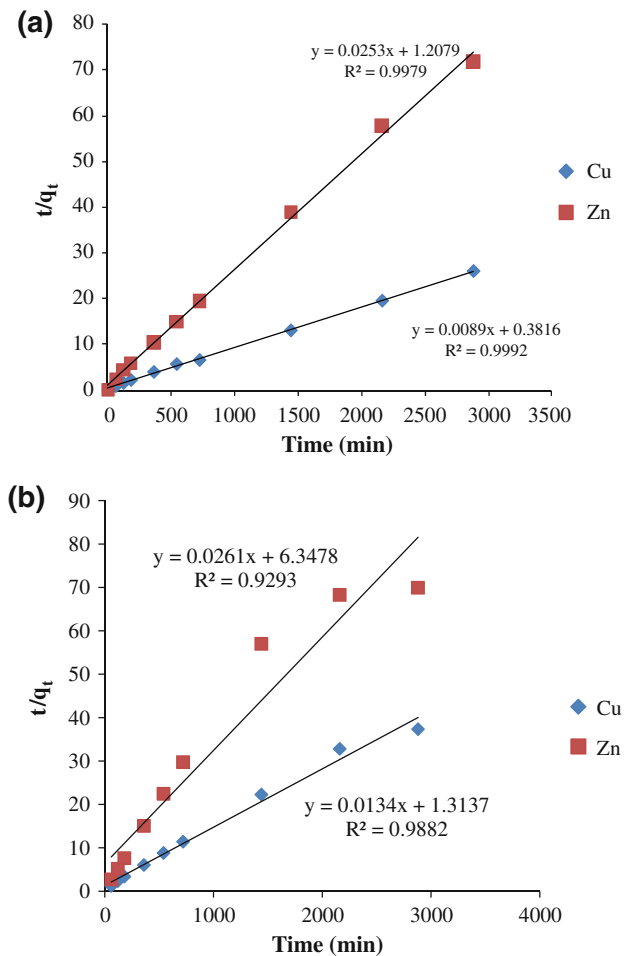 (a)
80
70
60
50
40
30
20
10
0
t/qt
y = 0.0253x + 1.2079
R² = 0.9979
y = 0.0089x + 0.3816
R² = 0.9992
Cu
Zn
0 500 1000 1500 2000 2500 3000 3500
Time (min)
(b)
90
80
70
60
50
40
30
20
10
0
t/qt
y = 0.0261x + 6.3478
R² = 0.9293
y = 0.0134x + 1.3137
R² = 0.9882
Cu
Zn
0 1000 2000 3000 4000
Time (min)